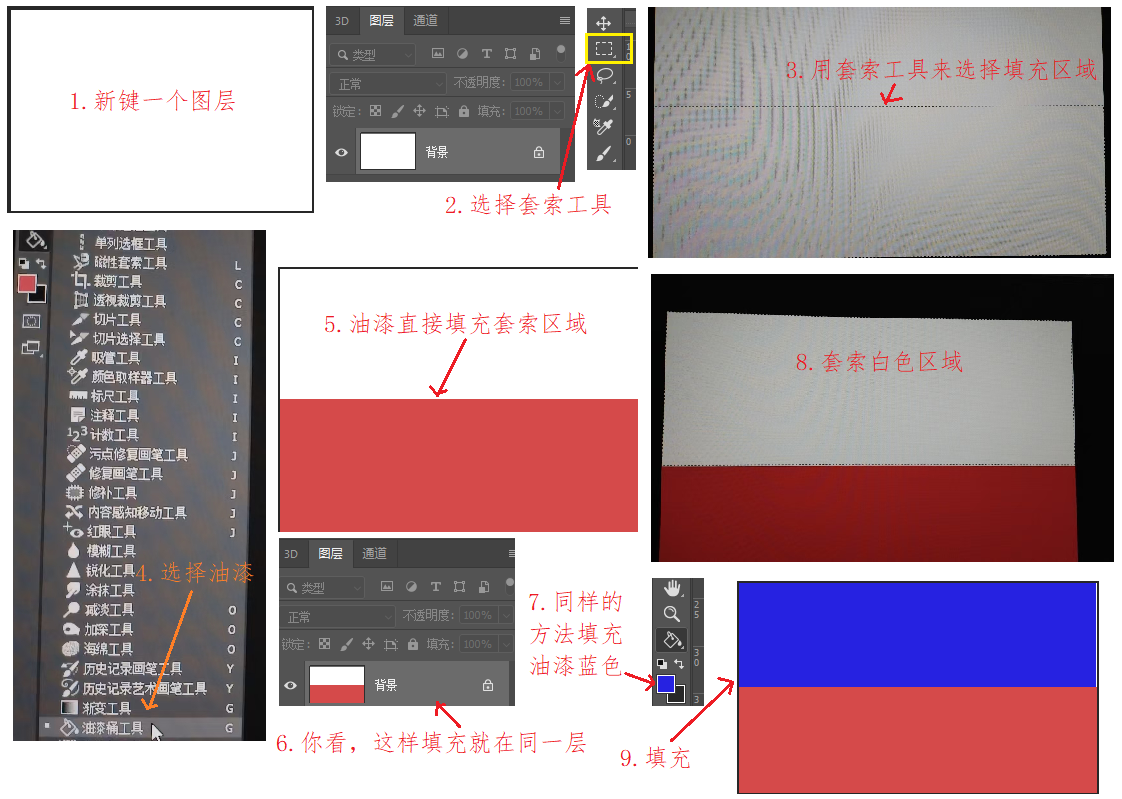 1.新键一个图层
3D 图层 通道
类型
正常 不透明度: 100%
锁定: 填充: 100%
背景
2.选择套索工具
5
0
3.用套索工具来选择填充区域
单列选框工具
磁性套索工具 L
裁剪工具 C
透视裁剪工具 C
切片工具 C
切片选择工具 C
吸管工具 I
颜色取样器工具 I
标尺工具 I
注释工具 I
计数工具 I
污点修复画笔工具 J
修复画笔工具 J
修补工具 J
内容感知移动工具 J
红眼工具 J
模糊工具
锐化工具
涂抹工具
减淡工具 O
加深工具 O
海绵工具 O
历史记录画笔工具 Y
历史记录艺术画笔工具 Y
渐变工具 G
油漆桶工具 G
4.选择油漆
5.油漆直接填充套索区域
3D 图层 通道
类型
正常 不透明度: 100%
锁定: 填充: 100%
背景
6.你看，这样填充就在同一层
7.同样的
方法填充
油漆蓝色
2
5
3
0
3
8.套索白色区域
9.填充